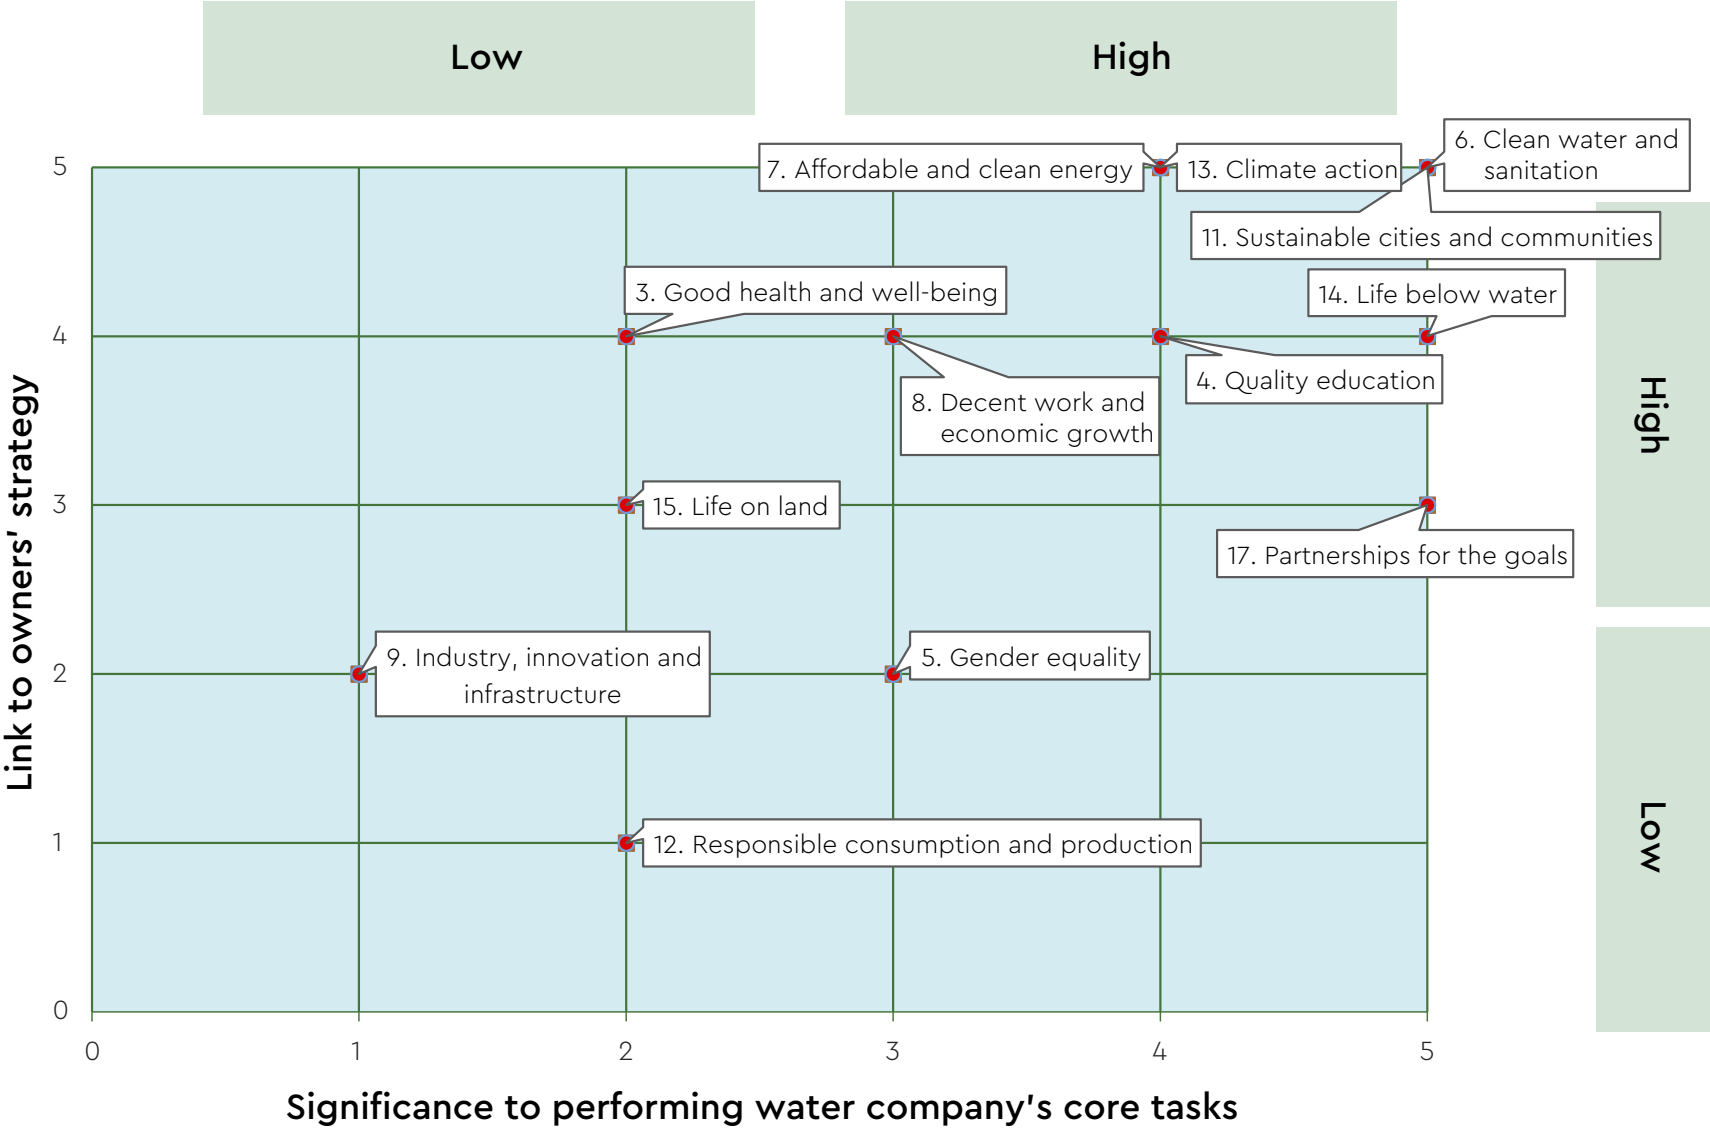 Low
High
6. Clean water and
sanitation
5
7. Affordable and clean energy
13. Climate action
11. Sustainable cities and communities
3. Good health and well-being
14. Life below water
4
4. Quality education
8. Decent work and
economic growth
High
Link to owners' strategy
3
15. Life on land
17. Partnerships for the goals
2
9. Industry, innovation and
infrastructure
5. Gender equality
1
12. Responsible consumption and production
Low
0
0
1
2
3
4
5
Significance to performing water company's core tasks